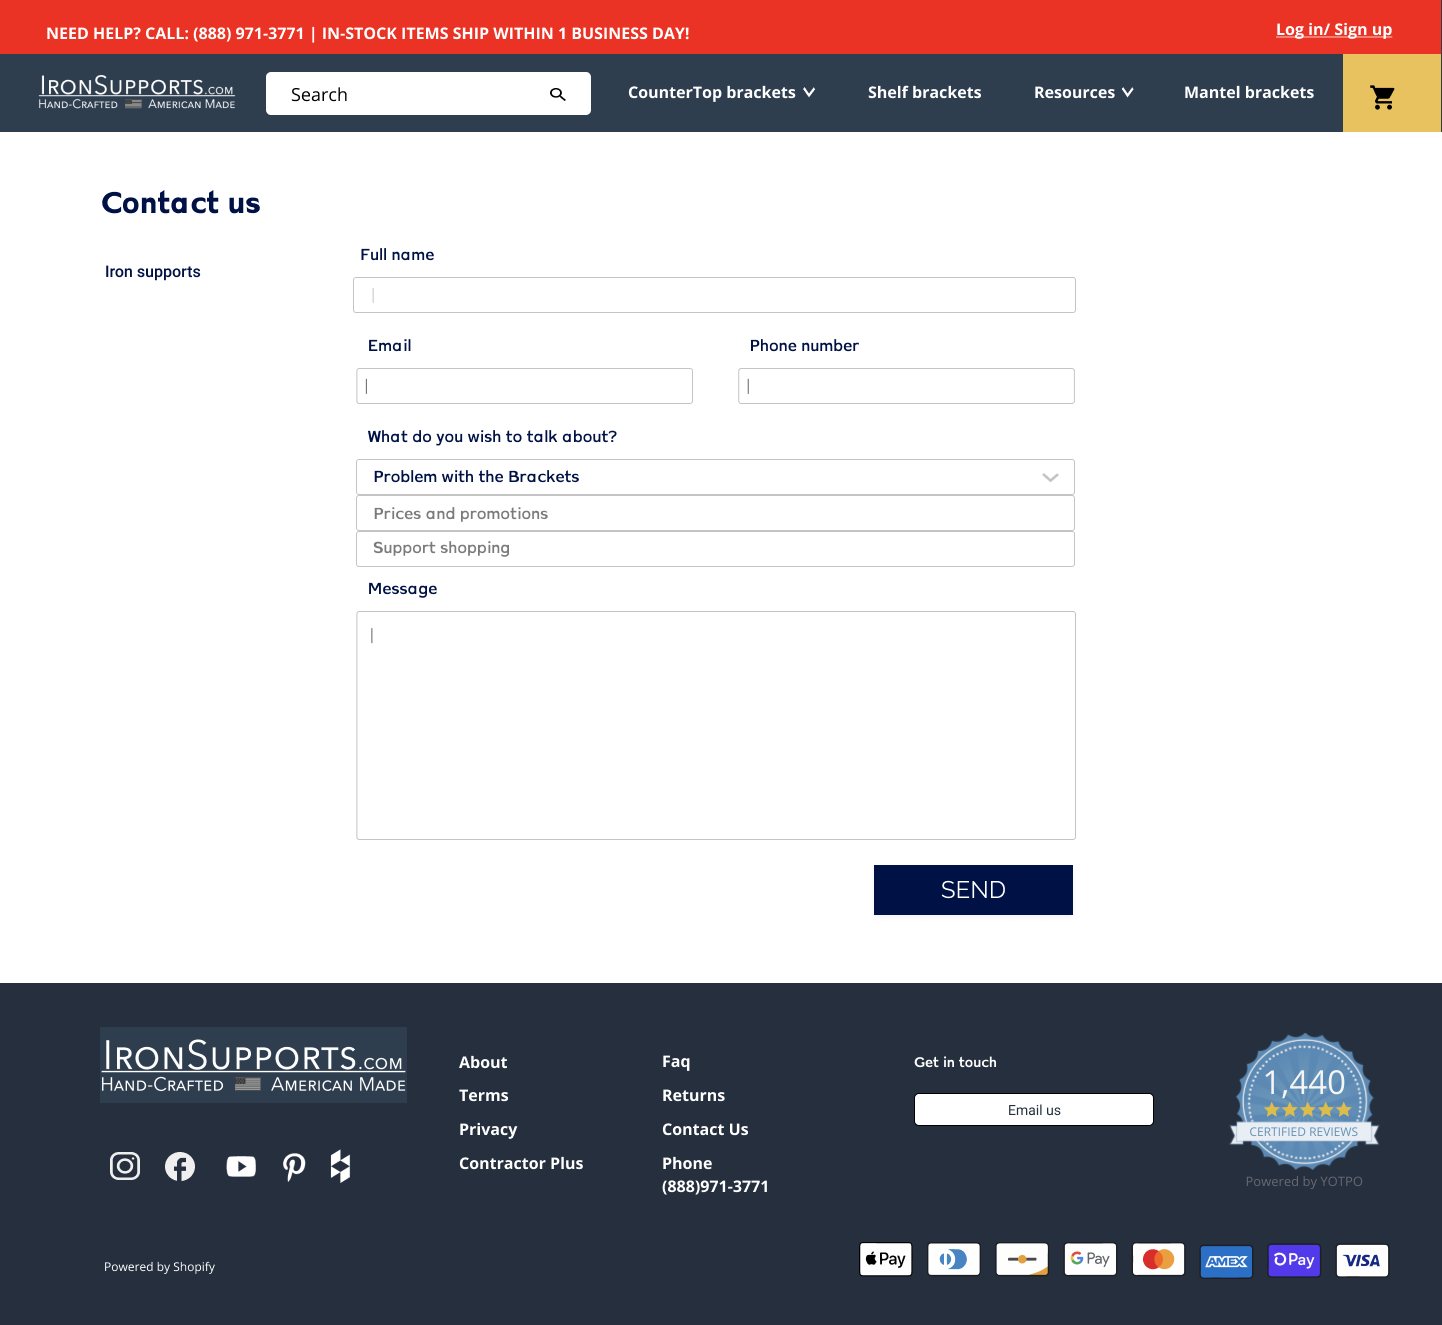 NEED HELP? CALL: (888) 971-3771 | IN-STOCK ITEMS SHIP WITHIN 1 BUSINESS DAY!
Log in/ Sign up
IRONSUPPORTS.COM
HAND-CRAFTED AMERICAN MADE
Search
CounterTop brackets
Shelf brackets
Resources
Mantel brackets
Contact us
Iron supports
Full name
Email
Phone number
What do you wish to talk about?
Problem with the Brackets
Prices and promotions
Support shopping
Message
SEND
IRONSUPPORTS.COM
HAND-CRAFTED AMERICAN MADE
About
Terms
Privacy
Contractor Plus
Faq
Returns
Contact Us
Phone
(888)971-3771
Get in touch
Email us
1,440
CERTIFIED REVIEWS
Powered by YOTPO
Powered by Shopify
Pay
G Pay
AMEX
Pay
VISA